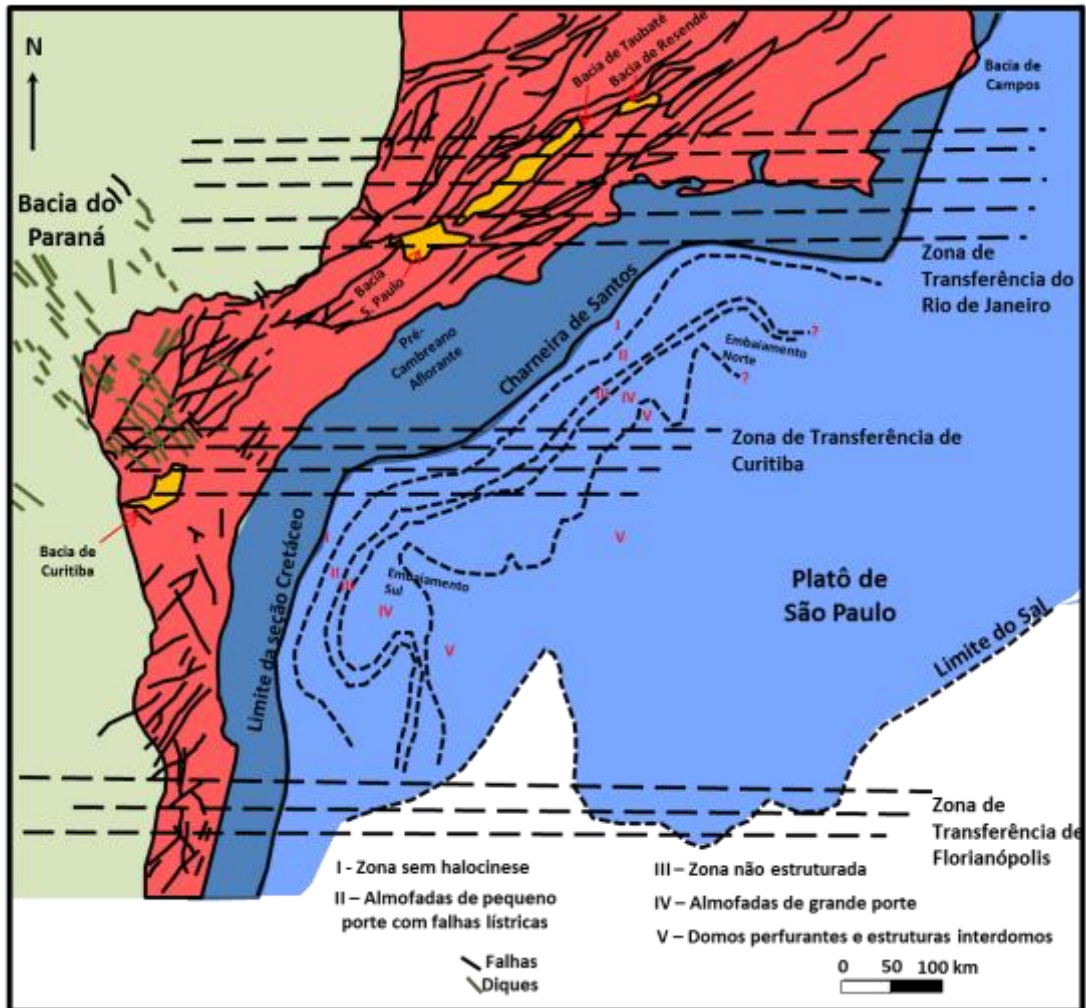 N
Bacia de Taubaté
Bacia de Resende
Bacia de
Campos
Bacia do
Paraná
Zona de
Transferência do
Rio de Janeiro
Bacia
S. Paulo
Pré-
Cambreano
Aflorante
Charneira de Santos
I
II
III
IV
V
Embaiamento
Norte
?
?
Zona de Transferência de
Curitiba
Bacia de
Curitiba
Limite da seção Cretáceo
I
II
III
IV
V
V
Embaiamento
Sul
Platô de
São Paulo
Limite do Sal
Zona de
Transferência de
Florianópolis
I - Zona sem halocinese
II – Almofadas de pequeno
porte com falhas lístricas
III – Zona não estruturada
IV – Almofadas de grande porte
V – Domos perfurantes e estruturas interdomos
Falhas
Diques
0 50 100 km